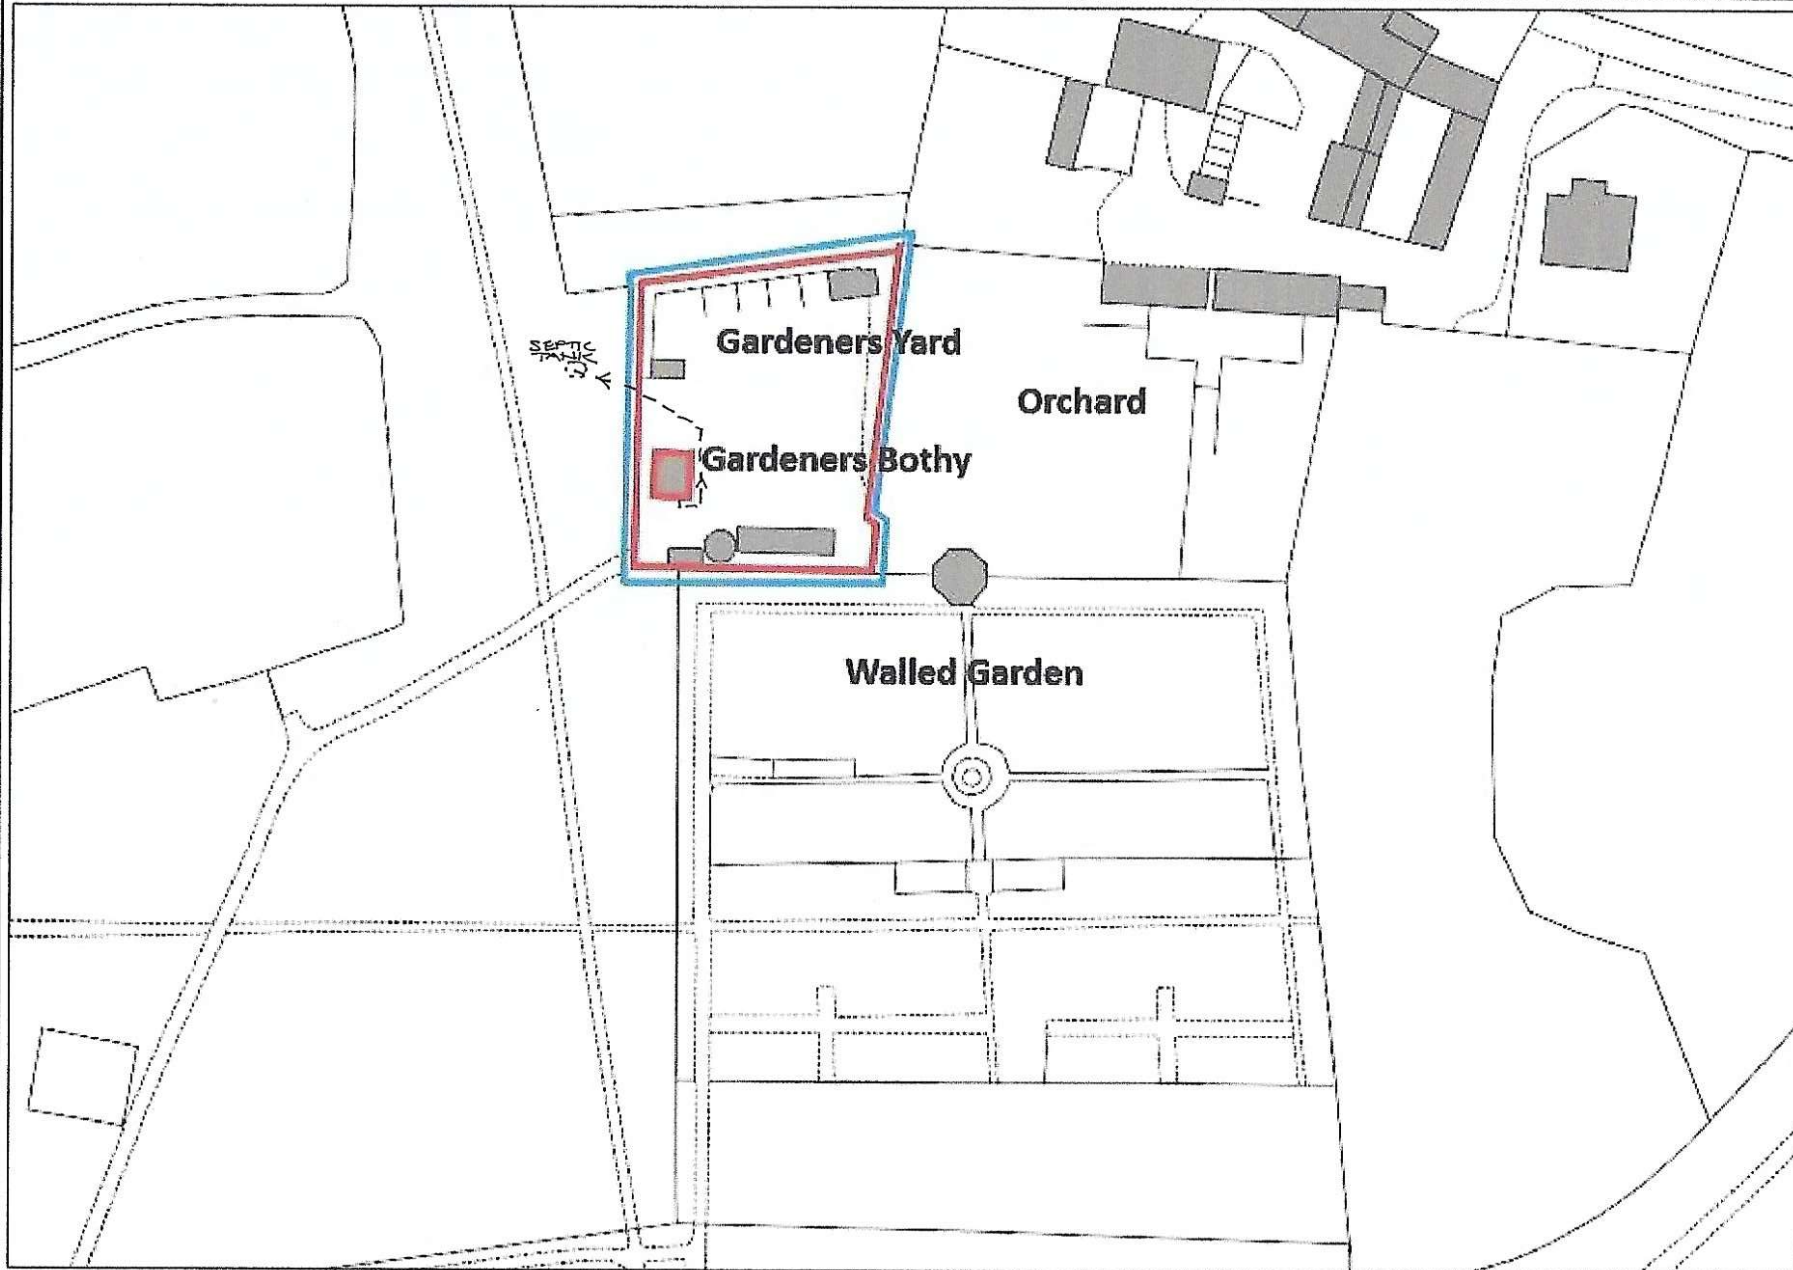 Gardeners Yard
SEPTIC
TANK
Orchard
Gardeners Bothy
Walled Garden